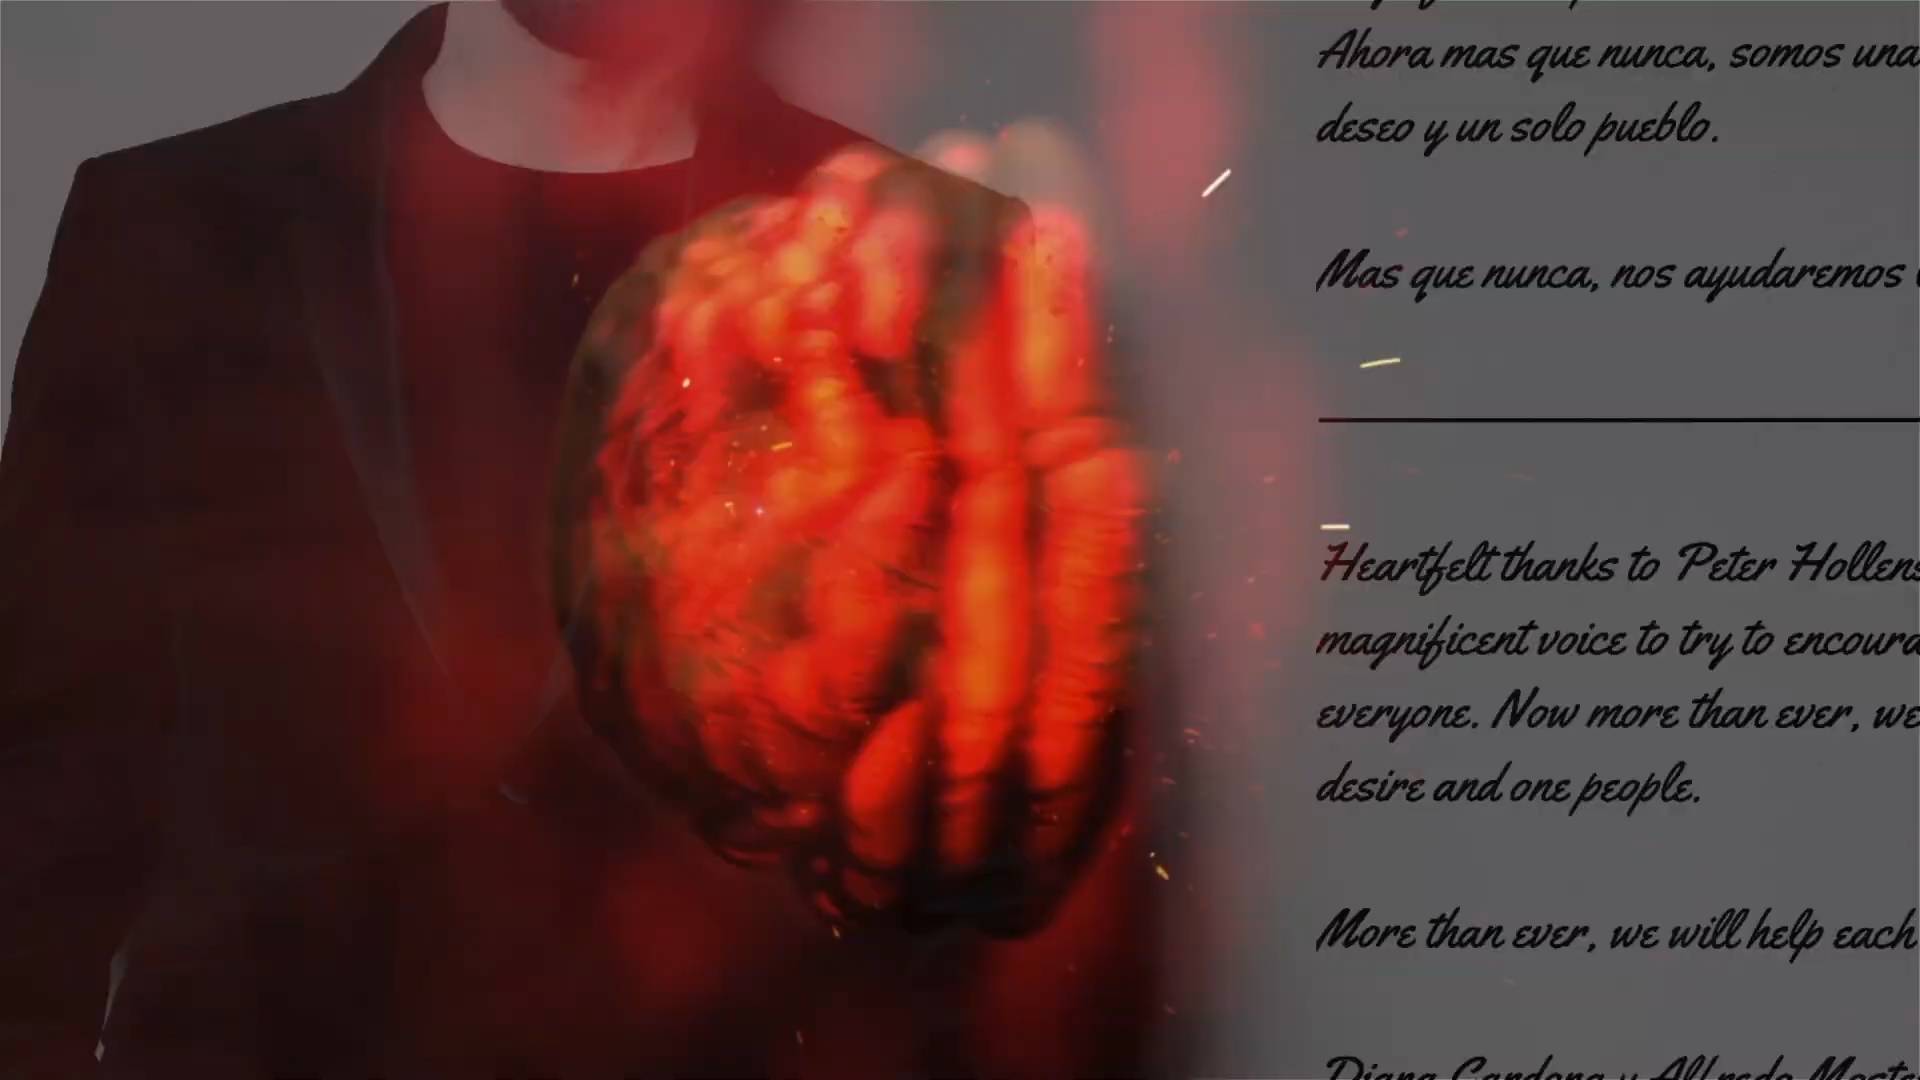 Ahora mas que nunca, somos una
deseo y un solo pueblo.
Mas que nunca, nos ayudaremos
Heartfelt thanks to Peter
magnificent voice to try to
everyone. Now more than ever, we
desire and one people.
More than ever, we will help each